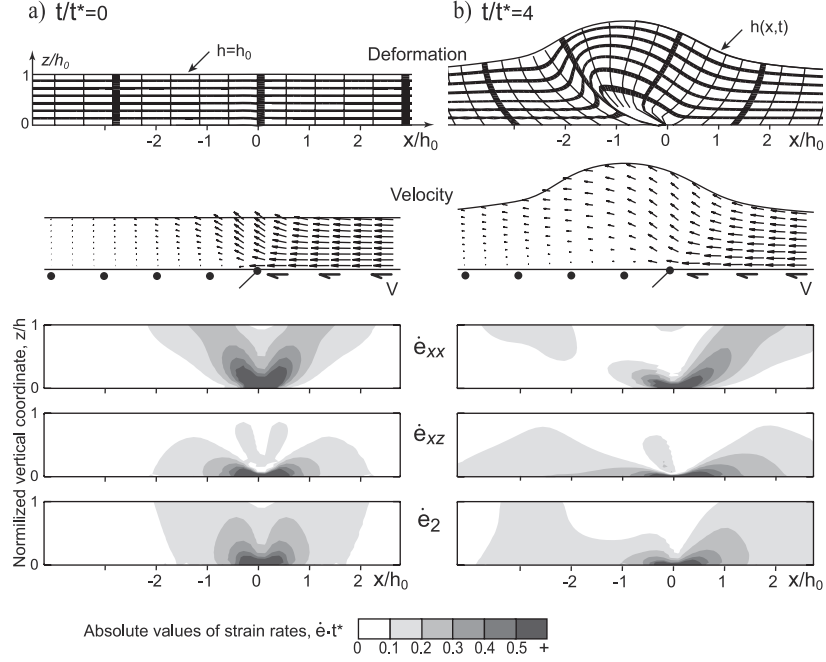 a) t/t*=0
b) t/t*=4
z/h₀
h=h₀
Deformation
h(x,t)
1
0
-2 -1 0 1 2 x/h₀
-2 -1 0 1 2 x/h₀
Velocity
V
V
Normilized vertical coordinate, z/h
1
0
ėxx
1
0
ėxz
1
0
ė2
-2 -1 0 1 2 x/h₀
-2 -1 0 1 2 x/h₀
Absolute values of strain rates, ė·t*
0 0.1 0.2 0.3 0.4 0.5 +